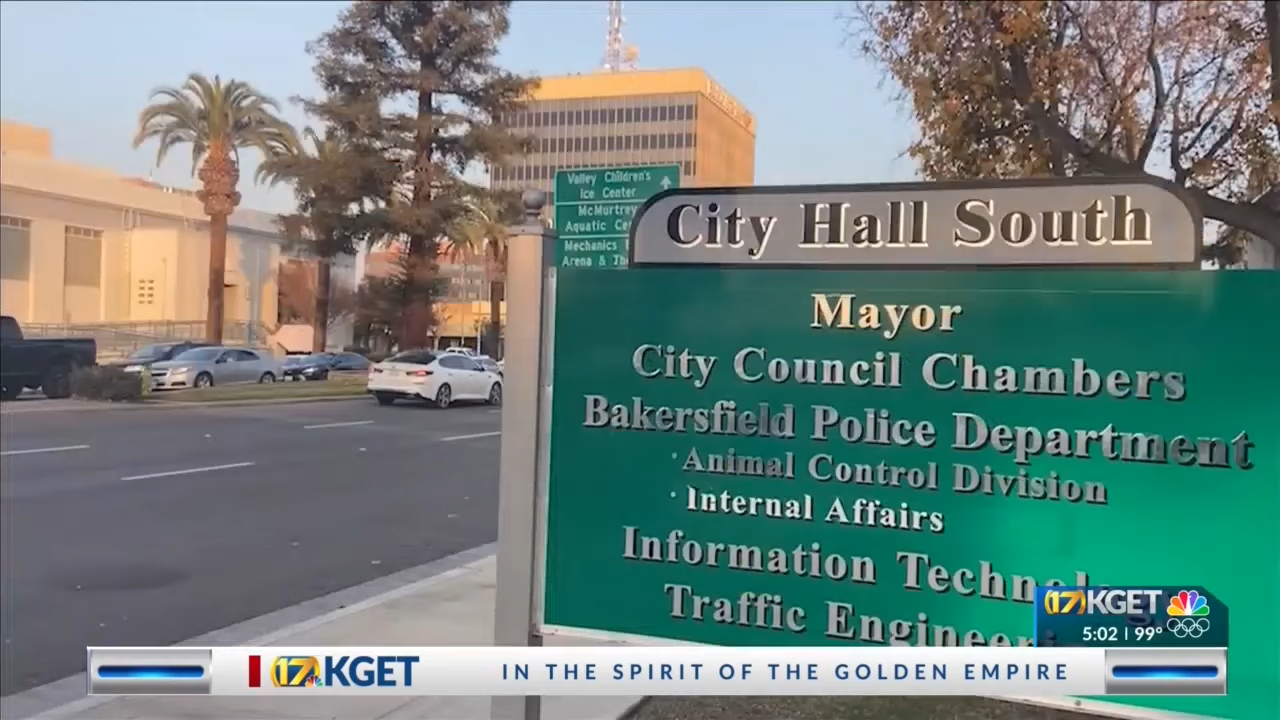 Valley Children's
Ice Center
McMurtrey
Aquatic
Mechanics
Arena &
City Hall South
Mayor
City Council Chambers
Bakersfield Police Department
·Animal Control Division
·Internal Affairs
Information
Traffic
17 KGET
5:02 | 99°
17 KGET
IN THE SPIRIT OF THE GOLDEN EMPIRE